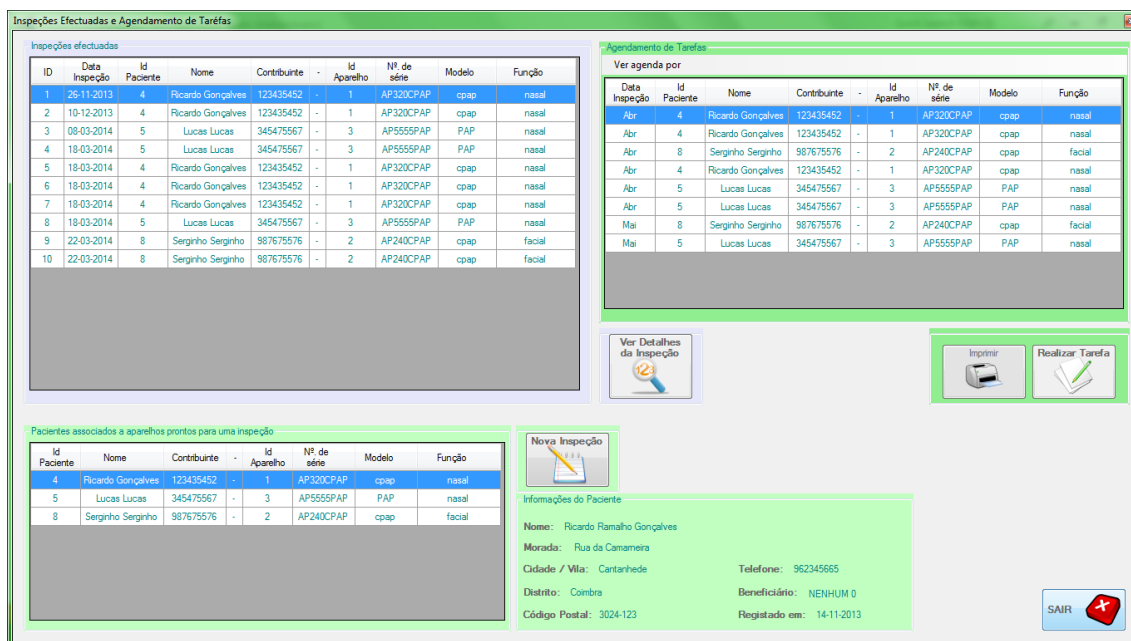 Inspeções Efectuadas e Agendamento de Taréfas
Inspeções efectuadas
ID Data Inspeção Id Paciente Nome Contribuinte - Id Aparelho Nº. de série Modelo Função
1 26-11-2013 4 Ricardo Gonçalves 123435452 - 1 AP320CPAP cpap nasal
2 10-12-2013 4 Ricardo Gonçalves 123435452 - 1 AP320CPAP cpap nasal
3 08-03-2014 5 Lucas Lucas 345475567 - 3 AP5555PAP PAP nasal
4 18-03-2014 5 Lucas Lucas 345475567 - 3 AP5555PAP PAP nasal
5 18-03-2014 4 Ricardo Gonçalves 123435452 - 1 AP320CPAP cpap nasal
6 18-03-2014 4 Ricardo Gonçalves 123435452 - 1 AP320CPAP cpap nasal
7 18-03-2014 4 Ricardo Gonçalves 123435452 - 1 AP320CPAP cpap nasal
8 18-03-2014 5 Lucas Lucas 345475567 - 3 AP5555PAP PAP nasal
9 22-03-2014 8 Serginho Serginho 987675576 - 2 AP240CPAP cpap facial
10 22-03-2014 8 Serginho Serginho 987675576 - 2 AP240CPAP cpap facial
Agendamento de Tarefas
Ver agenda por
Data Inspeção Id Paciente Nome Contribuinte - Id Aparelho Nº. de série Modelo Função
Abr 4 Ricardo Gonçalves 123435452 - 1 AP320CPAP cpap nasal
Abr 4 Ricardo Gonçalves 123435452 - 1 AP320CPAP cpap nasal
Abr 8 Serginho Serginho 987675576 - 2 AP240CPAP cpap facial
Abr 4 Ricardo Gonçalves 123435452 - 1 AP320CPAP cpap nasal
Abr 5 Lucas Lucas 345475567 - 3 AP5555PAP PAP nasal
Abr 5 Lucas Lucas 345475567 - 3 AP5555PAP PAP nasal
Mai 8 Serginho Serginho 987675576 - 2 AP240CPAP cpap facial
Mai 5 Lucas Lucas 345475567 - 3 AP5555PAP PAP nasal
Ver Detalhes
da Inspeção
123
Imprimir
Realizar Tarefa
Pacientes associados a aparelhos prontos para uma inspeção
Id Paciente Nome Contribuinte - Id Aparelho Nº. de série Modelo Função
4 Ricardo Gonçalves 123435452 - 1 AP320CPAP cpap nasal
5 Lucas Lucas 345475567 - 3 AP5555PAP PAP nasal
8 Serginho Serginho 987675576 - 2 AP240CPAP cpap facial
Nova Inspeção
Informações do Paciente
Nome: Ricardo Ramalho Gonçalves
Morada: Rua da Camarneira
Cidade / Vila: Cantanhede Telefone: 962345665
Distrito: Coimbra Beneficiário: NENHUM 0
Código Postal: 3024-123 Registado em: 14-11-2013
SAIR